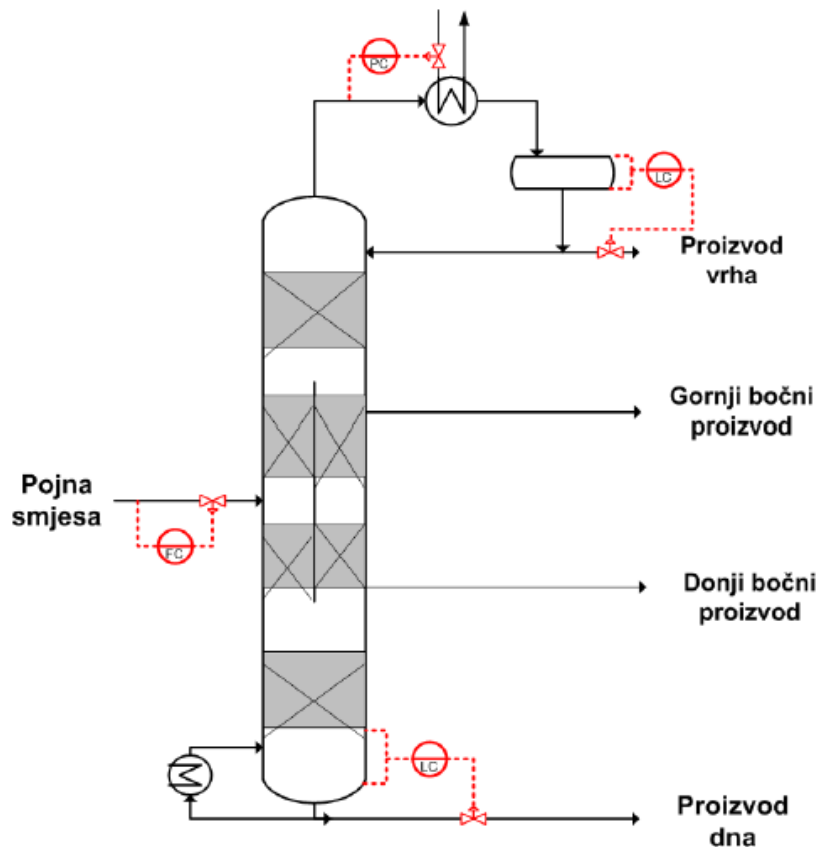 PC
LC
Proizvod
vrha
Gornji bočni
proizvod
Pojna
smjesa
FC
Donji bočni
proizvod
LC
Proizvod
dna